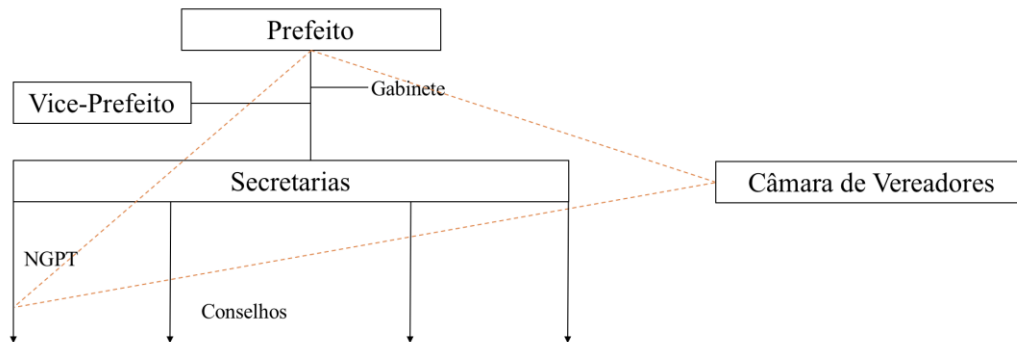 Prefeito
Gabinete
Vice-Prefeito
Secretarias
Câmara de Vereadores
NGPT
Conselhos